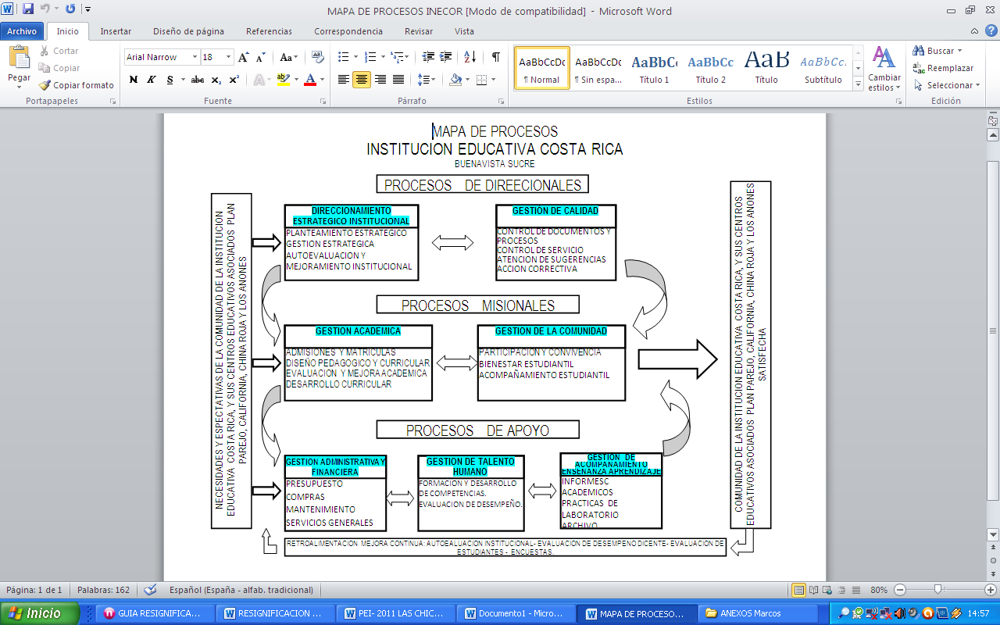 MAPA DE PROCESOS INECOR [Modo de compatibilidad] - Microsoft Word
Archivo Inicio Insertar Diseño de página Referencias Correspondencia Revisar Vista
Pegar
Cortar
Copiar
Copiar formato
Portapapeles
Arial Narrow 18
N K S abc x₂ x²
Fuente
Párrafo
AaBbCcDc AaBbCcDc AaBbC AaBbCc AaB AaBbCc.
¶ Normal ¶ Sin espa... Título 1 Título 2 Título Subtítulo
Estilos
Cambiar
estilos
Buscar
Reemplazar
Seleccionar
Edición
MAPA DE PROCESOS
INSTITUCION EDUCATIVA COSTA RICA
BUENAVISTA SUCRE
PROCESOS DE DIREECIONALES
NECESIDADES Y ESPECTATIVAS DE LA COMUNIDAD DE LA INSTITUCION
EDUCATIVA COSTA RICA, Y SUS CENTROS EDUCATIVOS ASOCIADOS PLAN
PAREJO, CALIFORNIA, CHINA ROJA Y LOS ANONES
DIRECCIONAMIENTO
ESTRATEGICO INSTITUCIONAL
PLANTEAMIENTO ESTRATEGICO
GESTION ESTRATEGICA
AUTOEVALUACION Y
MEJORAMIENTO INSTITUCIONAL
GESTIÓN DE CALIDAD
CONTROL DE DOCUMENTOS Y
PROCESOS
CONTROL DE SERVICIO
ATENCION DE SUGERENCIAS
ACCION CORRECTIVA
PROCESOS MISIONALES
GESTION ACADEMICA
ADMISIONES Y MATRICULAS
DISEÑO PEDAGOGICO Y CURRICULAR
EVALUACION Y MEJORA ACADEMICA
DESARROLLO CURRICULAR
GESTION DE LA COMUNIDAD
PARTICIPACION Y CONVIVENCIA
BIENESTAR ESTUDIANTIL
ACOMPAÑAMIENTO ESTUDIANTIL
PROCESOS DE APOYO
GESTION ADMINISTRATIVA Y
FINANCIERA
PRESUPUESTO
COMPRAS
MANTENIMIENTO
SERVICIOS GENERALES
GESTION DE TALENTO
HUMANO
FORMACION Y DESARROLLO
DE COMPETENCIAS.
EVALUACION DE DESEMPEÑO.
GESTION DE
ACOMPAÑAMIENTO
ENSEÑANZA APRENDIZAJE
INFORMESC
ACADEMICOS
PRACTICAS DE
LABORATORIO
ARCHIVO
COMUNIDAD DE LA INSTITUCION EDUCATIVA COSTA RICA, Y SUS CENTROS
EDUCATIVOS ASOCIADOS PLAN PAREJO, CALIFORNIA, CHINA ROJA Y LOS ANONES
SATISFECHA
RETROALIMENTACION MEJORA CONTINUA: AUTOEALUACION INSTITUCIONAL- EVALUACION DE DESEMPEÑO DICENTE- EVALUACION DE
ESTUDIANTES - ENCUESTAS.
Página: 1 de 1 Palabras: 162 Español (España - alfab. tradicional) 80%
Inicio GUIA RESIGNIFICA... RESIGNIFICACION ... PEI- 2011 LAS CHIC... Documento1 - Micro... MAPA DE PROCESO... ANEXOS Marcos 14:57